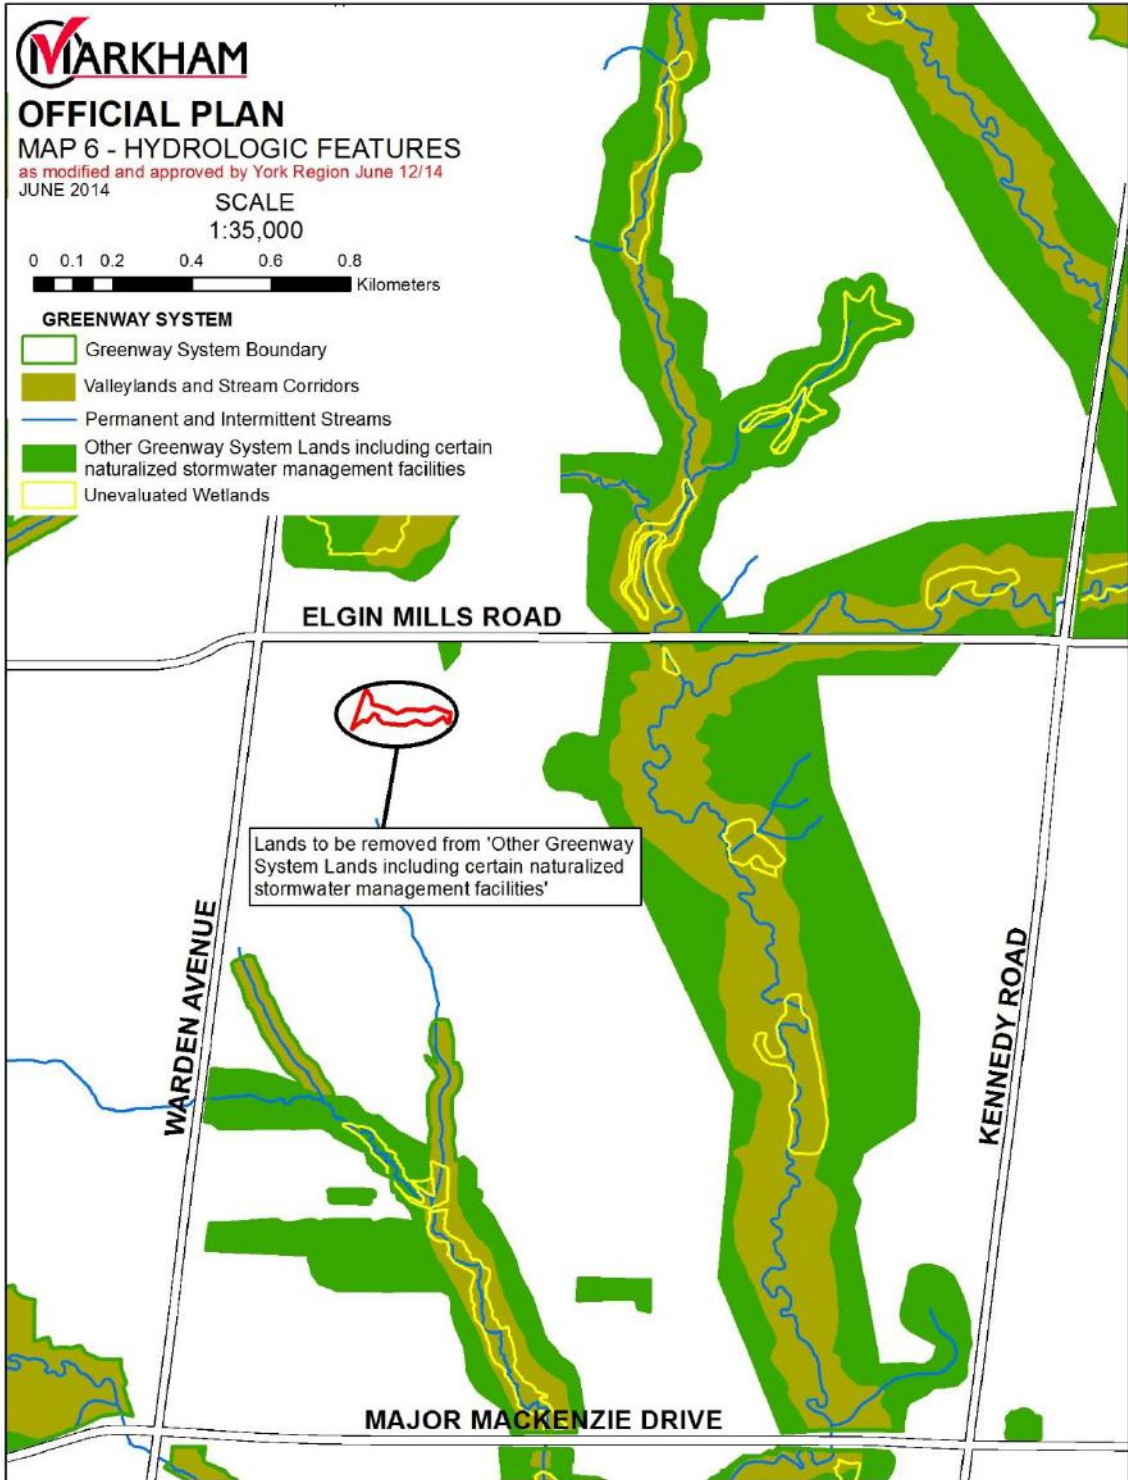 MARKHAM
OFFICIAL PLAN
MAP 6 - HYDROLOGIC FEATURES
as modified and approved by York Region June 12/14
JUNE 2014
SCALE
1:35,000
0 0.1 0.2 0.4 0.6 0.8
Kilometers
GREENWAY SYSTEM
Greenway System Boundary
Valleylands and Stream Corridors
Permanent and Intermittent Streams
Other Greenway System Lands including certain
naturalized stormwater management facilities
Unevaluated Wetlands
ELGIN MILLS ROAD
Lands to be removed from 'Other Greenway
System Lands including certain naturalized
stormwater management facilities'
WARDEN AVENUE
KENNEDY ROAD
MAJOR MACKENZIE DRIVE